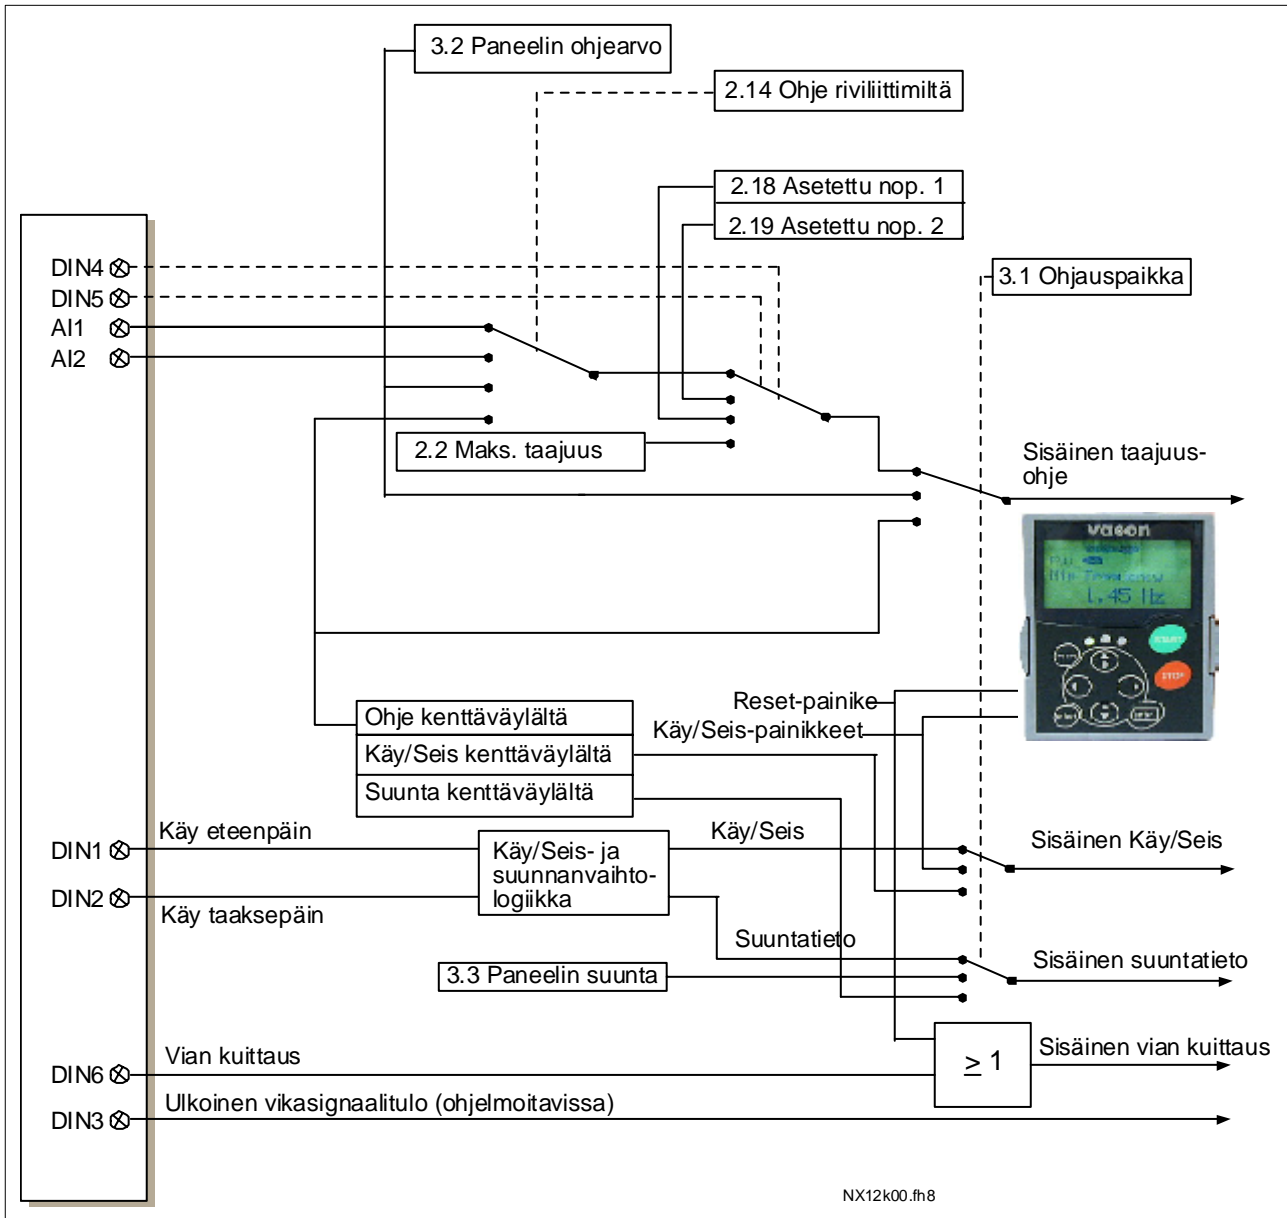 3.2 Paneelin ohjearvo
2.14 Ohje riviliittimiltä
2.18 Asetettu nop. 1
2.19 Asetettu nop. 2
3.1 Ohjauspaikka
DIN4
DIN5
AI1
AI2
2.2 Maks. taajuus
Sisäinen taajuus-
ohje
1.45 Hz
Reset-painike
Käy/Seis-painikkeet
Ohje kenttäväylältä
Käy/Seis kenttäväylältä
Suunta kenttäväylältä
DIN1
Käy eteenpäin
DIN2
Käy taaksepäin
Käy/Seis- ja
suunnanvaihto-
logiikka
Käy/Seis
Sisäinen Käy/Seis
Suuntatieto
Sisäinen suuntatieto
3.3 Paneelin suunta
DIN6
Vian kuittaus
≥ 1
Sisäinen vian kuittaus
DIN3
Ulkoinen vikasignaalitulo (ohjelmoitavissa)
NX12k00.fh8